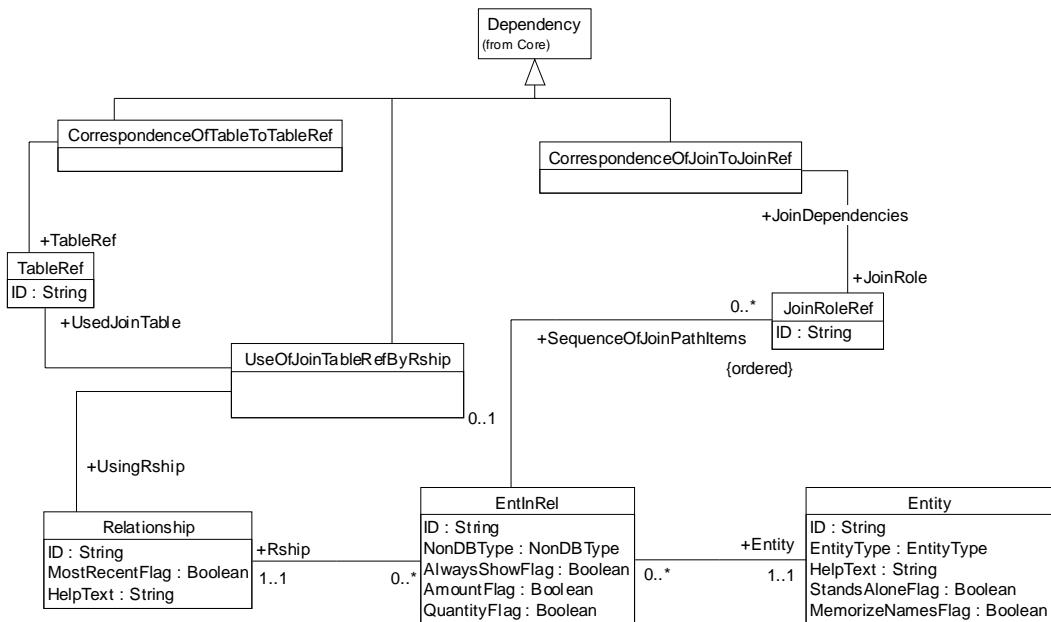 Dependency
(from Core)
CorrespondenceOfTableToTableRef
CorrespondenceOfJoinToJoinRef
+JoinDependencies
+TableRef
TableRef
ID : String
+JoinRole
0..*
JoinRoleRef
ID : String
+UsedJoinTable
+SequenceOfJoinPathItems
{ordered}
UseOfJoinTableRefByRship
0..1
+UsingRship
Relationship
ID : String
MostRecentFlag : Boolean
HelpText : String
+Rship
1..1
0..*
EntInRel
ID : String
NonDBType : NonDBType
AlwaysShowFlag : Boolean
AmountFlag : Boolean
QuantityFlag : Boolean
+Entity
0..*
1..1
Entity
ID : String
EntityType : EntityType
HelpText : String
StandsAloneFlag : Boolean
MemorizeNamesFlag : Boolean